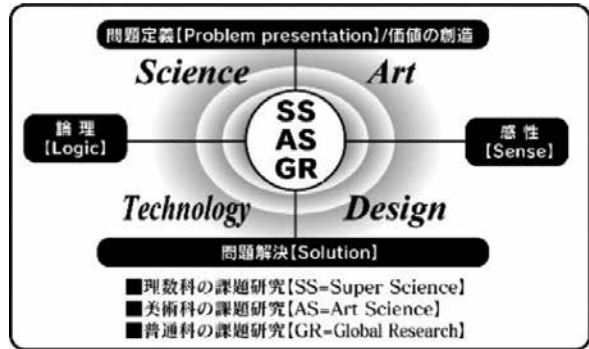 問題定義【Problem presentation】/価値の創造
Science
Art
SS
AS
GR
論理
【Logic】
感性
【Sense】
Technology
Design
問題解決【Solution】
■理数科の課題研究【SS=Super Science】
■美術科の課題研究【AS=Art Science】
■普通科の課題研究【GR=Global Research】